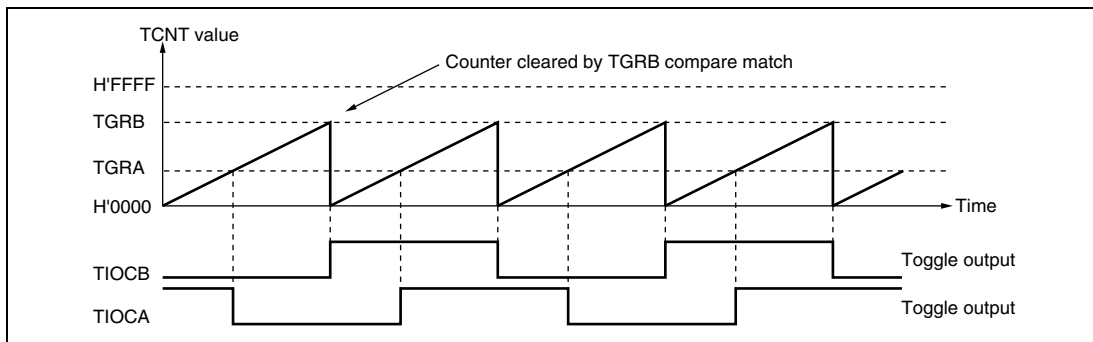 TCNT value
Counter cleared by TGRB compare match
H'FFFF
TGRB
TGRA
H'0000
Time
TIOCB
Toggle output
TIOCA
Toggle output